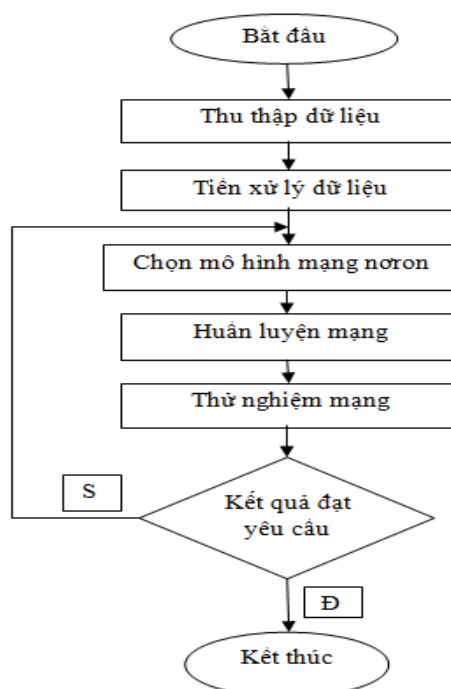 Bắt đầu
Thu thập dữ liệu
Tiền xử lý dữ liệu
Chọn mô hình mạng nơron
Huấn luyện mạng
Thử nghiệm mạng
S
Kết quả đạt
yêu cầu
Đ
Kết thúc